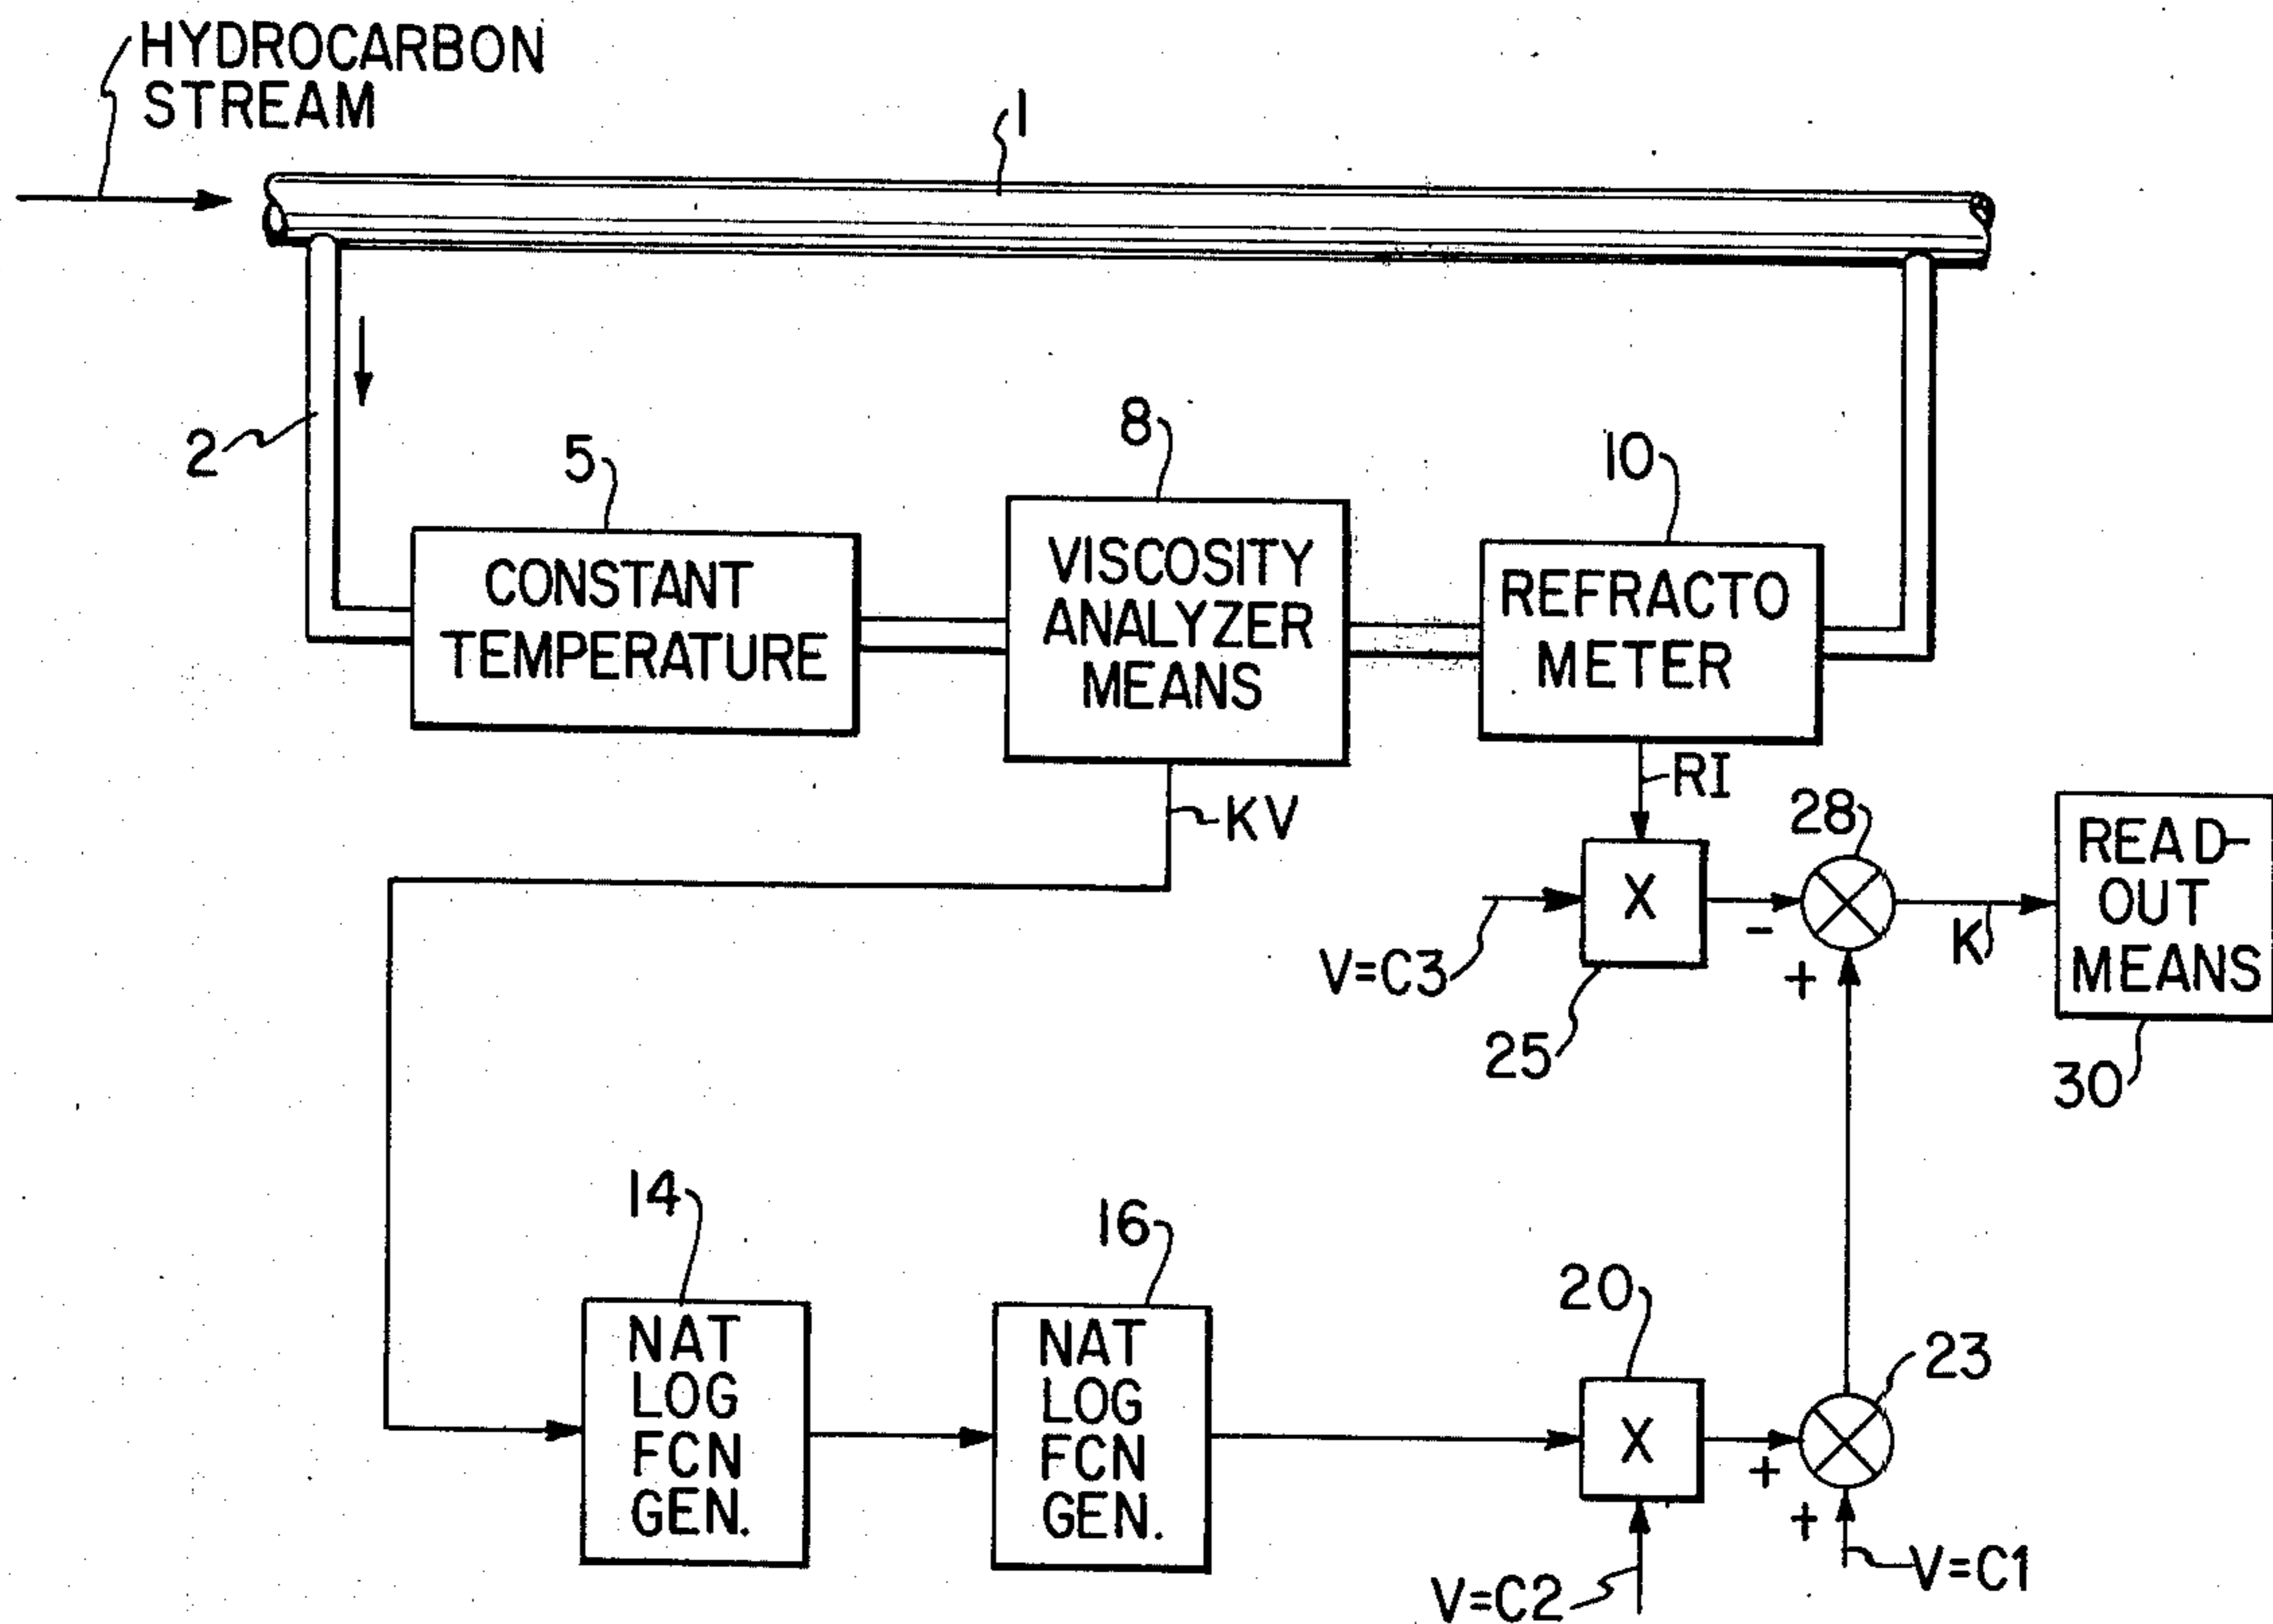 HYDROCARBON
STREAM
1
2
5
8
10
CONSTANT
TEMPERATURE
VISCOSITY
ANALYZER
MEANS
REFRACTO
METER
KV
RI
28
X
V=C3
-
+
K
READ-
OUT
MEANS
25
30
14
16
20
23
NAT
LOG
FCN
GEN.
NAT
LOG
FCN
GEN.
X
+
+
V=C2
V=C1